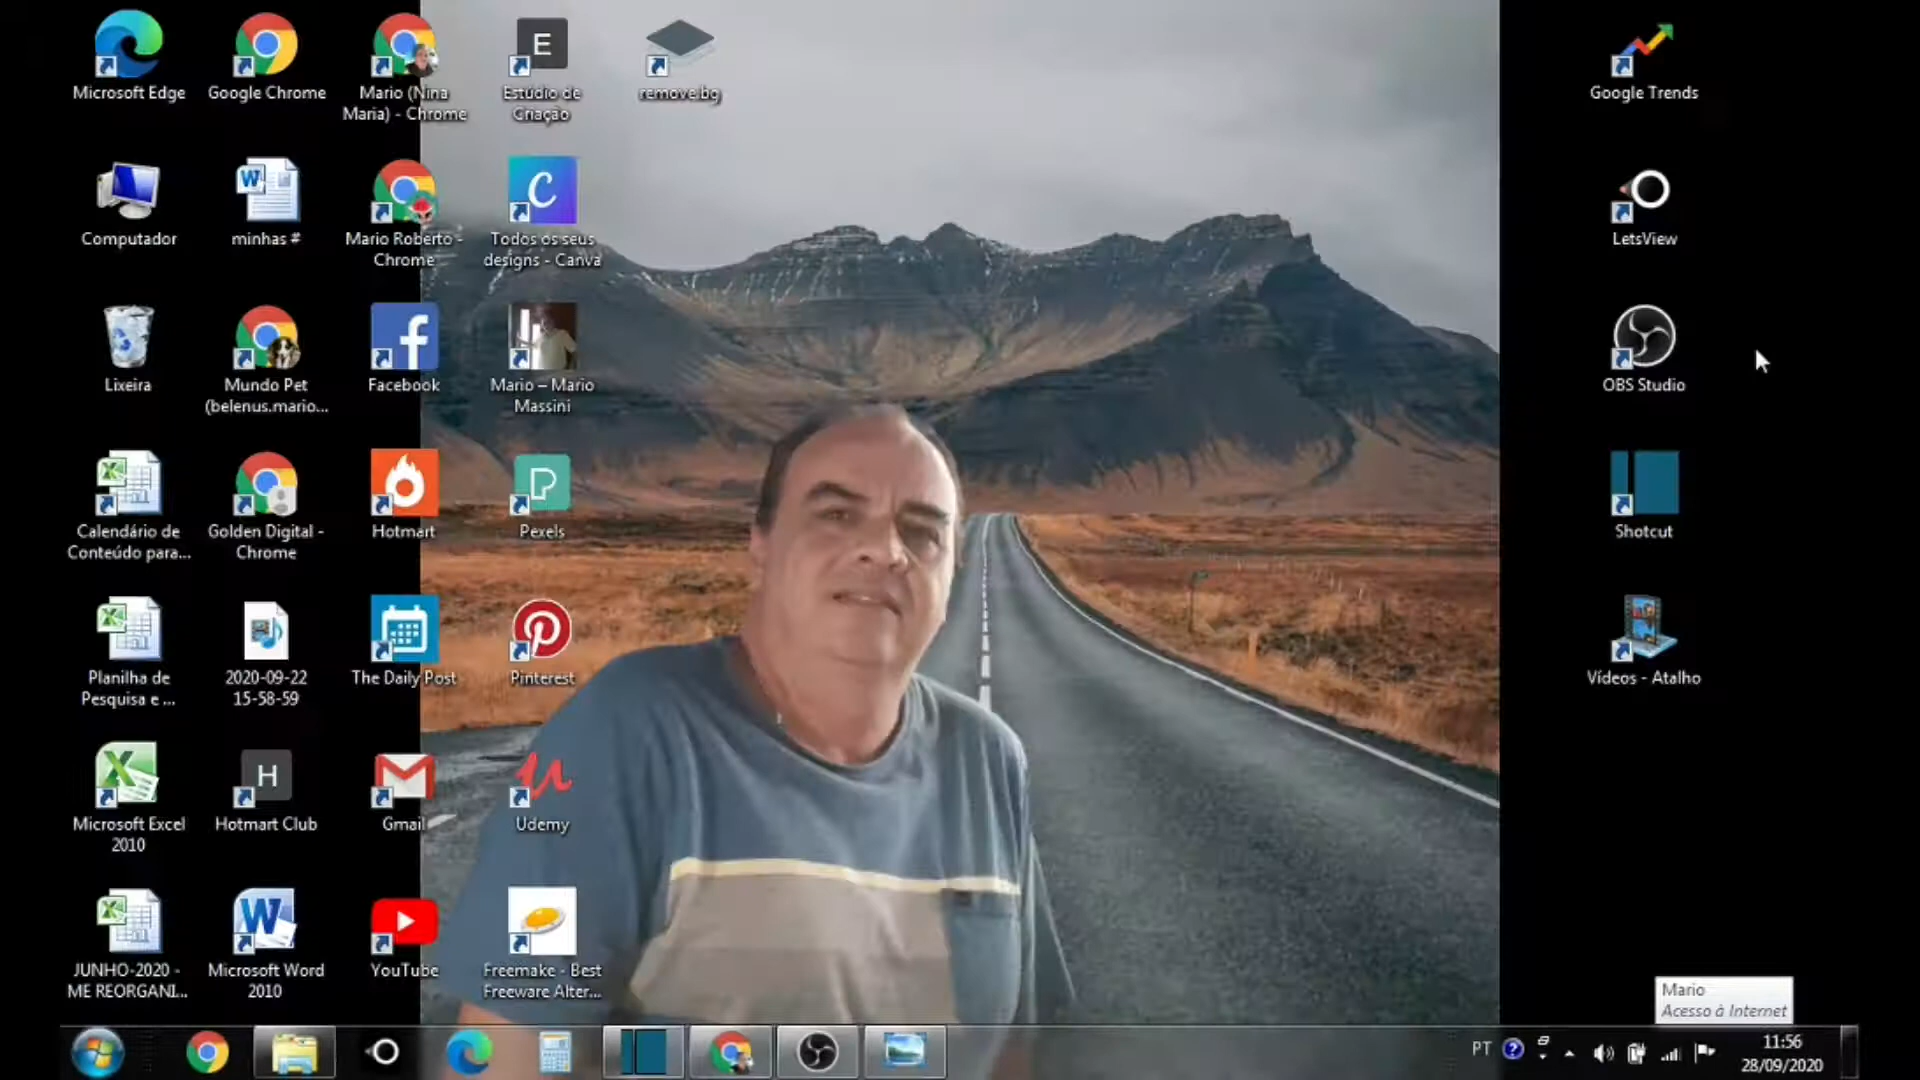 Microsoft Edge
Google Chrome
Mario (Nina
Maria) - Chrome
E
Estúdio de
Criação
remove.bg
Google Trends
Computador
W
minhas #
Mario Roberto -
Chrome
C
Todos os seus
designs - Canva
LetsView
Lixeira
Mundo Pet
(belenus.mario...
f
Facebook
Mario – Mario
Massini
OBS Studio
Calendário de
Conteúdo para...
Golden Digital -
Chrome
Hotmart
P
Pexels
Shotcut
Planilha de
Pesquisa e ...
2020-09-22
15-58-59
The Daily Post
Pinterest
Vídeos - Atalho
X
Microsoft Excel
2010
H
Hotmart Club
M
Gmail
u
Udemy
JUNHO-2020 -
ME REORGANI...
W
Microsoft Word
2010
YouTube
Freemake - Best
Freeware Alter...
Mario
Acesso à Internet
PT
?
11:56
28/09/2020